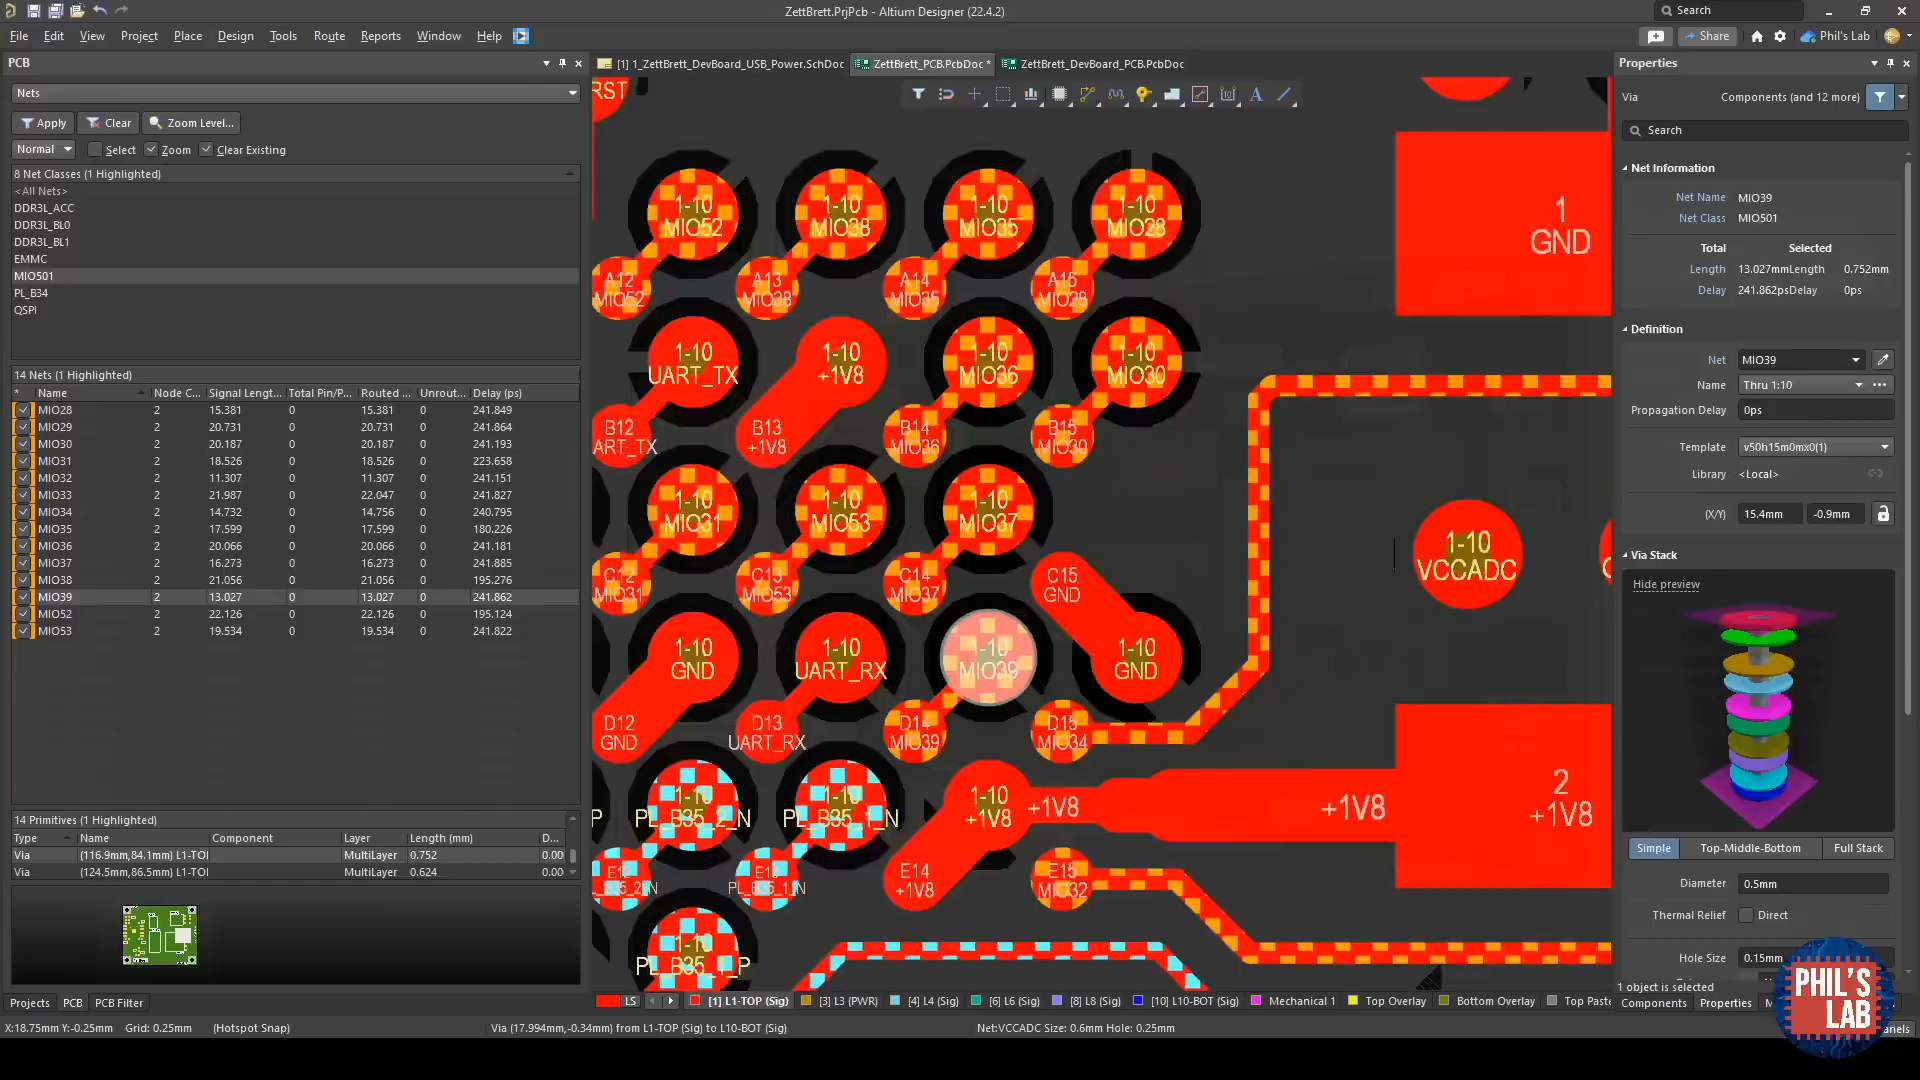 ZettBrett.PrjPcb - Altium Designer (22.4.2)
Search
File Edit View Project Place Design Tools Route Reports Window Help
Share
Phil's Lab
PCB
[1] 1_ZettBrett_DevBoard_USB_Power.SchDoc
ZettBrett_PCB.PcbDoc *
ZettBrett_DevBoard_PCB.PcbDoc
Properties
Nets
Apply Clear Zoom Level...
Normal Select Zoom Clear Existing
8 Net Classes (1 Highlighted)
<All Nets>
DDR3L_ACC
DDR3L_BL0
DDR3L_BL1
EMMC
MIO501
PL_B34
QSPI
14 Nets (1 Highlighted)
* Name Node C... Signal Lengt... Total Pin/P... Routed ... Unrout... Delay (ps)
MIO28 2 15.381 0 15.381 0 241.849
MIO29 2 20.731 0 20.731 0 241.864
MIO30 2 20.187 0 20.187 0 241.193
MIO31 2 18.526 0 18.526 0 223.658
MIO32 2 11.307 0 11.307 0 241.151
MIO33 2 21.987 0 22.047 0 241.827
MIO34 2 14.732 0 14.756 0 240.795
MIO35 2 17.599 0 17.599 0 180.226
MIO36 2 20.066 0 20.066 0 241.181
MIO37 2 16.273 0 16.273 0 241.885
MIO38 2 21.056 0 21.056 0 195.276
MIO39 2 13.027 0 13.027 0 241.862
MIO52 2 22.126 0 22.126 0 195.124
MIO53 2 19.534 0 19.534 0 241.822
14 Primitives (1 Highlighted)
Type Name Component Layer Length (mm) D...
Via (116.9mm,84.1mm) L1-TOI MultiLayer 0.752 0.00
Via (124.5mm,86.5mm) L1-TOI MultiLayer 0.624 0.00
Projects PCB PCB Filter
RST
1-10 MIO52
1-10 MIO38
1-10 MIO35
1-10 MIO28
A12 MIO52
A13 MIO38
A14 MIO35
A15 MIO28
1-10 UART_TX
1-10 +1V8
1-10 MIO36
1-10 MIO30
B12 ART_TX
B13 +1V8
B14 MIO36
B15 MIO30
1-10 MIO31
1-10 MIO53
1-10 MIO37
C12 MIO31
C13 MIO53
C14 MIO37
C15 GND
1-10 GND
1-10 UART_RX
1-10 MIO39
1-10 GND
D12 GND
D13 UART_RX
D14 MIO39
D15 MIO34
P
1-10 PL_B35_2_N
1-10 PL_B35_1_N
1-10 +1V8
+1V8
+1V8
E12
E13 PL_B35_1_N
E14 +1V8
E15 MIO32
1-10 PL_B35_1_P
1 GND
1-10 VCCADC
2 +1V8
Via Components (and 12 more)
Search
Net Information
Net Name MIO39
Net Class MIO501
Total Selected
Length 13.027mm Length 0.752mm
Delay 241.862ps Delay 0ps
Definition
Net MIO39
Name Thru 1:10
Propagation Delay 0ps
Template v50h15m0mx0(1)
Library <Local>
(X/Y) 15.4mm -0.9mm
Via Stack
Hide preview
Simple Top-Middle-Bottom Full Stack
Diameter 0.5mm
Thermal Relief Direct
Hole Size 0.15mm
1 object is selected
Components Properties
LS [1] L1-TOP (Sig) [3] L3 (PWR) [4] L4 (Sig) [6] L6 (Sig) [8] L8 (Sig) [10] L10-BOT (Sig) Mechanical 1 Top Overlay Bottom Overlay Top Paste
X:18.75mm Y:-0.25mm Grid: 0.25mm (Hotspot Snap) Via (17.994mm,-0.34mm) from L1-TOP (Sig) to L10-BOT (Sig) Net:VCCADC Size: 0.6mm Hole: 0.25mm
anels
PHIL'S
LAB